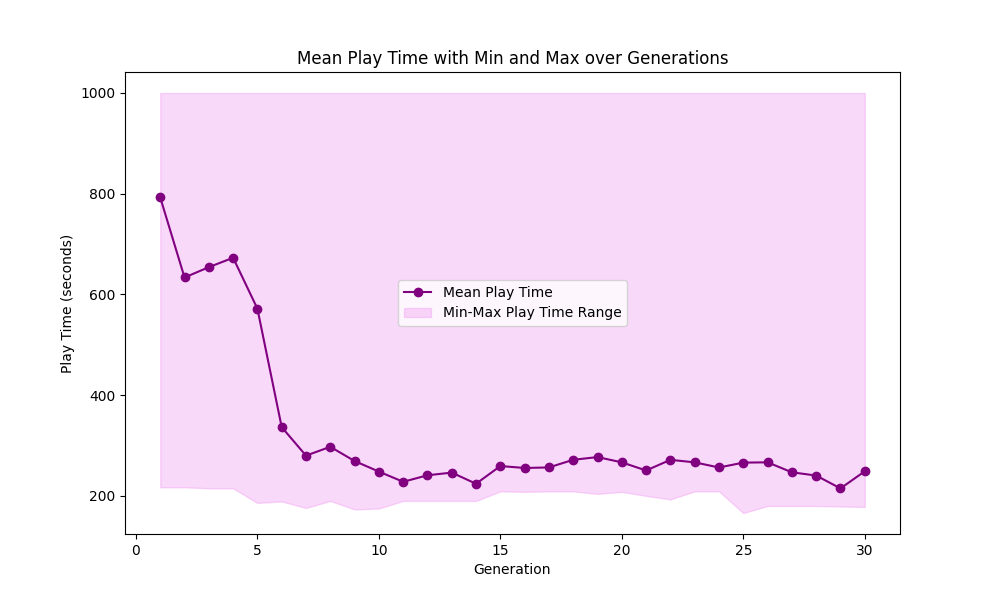 Mean Play Time with Min and Max over Generations
1000
800
600
400
200
Play Time (seconds)
Mean Play Time
Min-Max Play Time Range
0
5
10
15
20
25
30
Generation